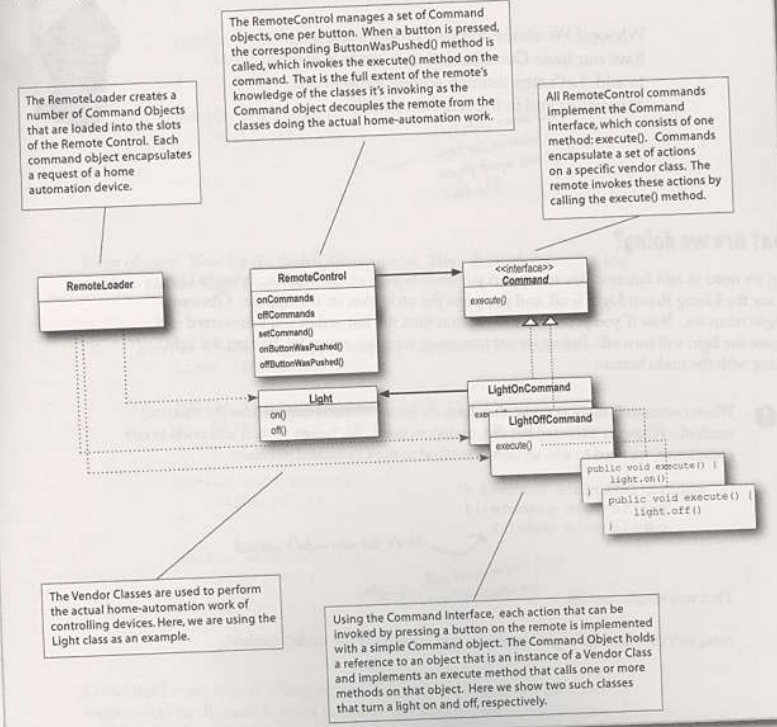 The RemoteControl manages a set of Command
objects, one per button. When a button is pressed,
the corresponding ButtonWasPushed() method is
called, which invokes the execute() method on the
command. That is the full extent of the remote's
knowledge of the classes it's invoking as the
Command object decouples the remote from the
classes doing the actual home-automation work.
The RemoteLoader creates a
number of Command Objects
that are loaded into the slots
of the Remote Control. Each
command object encapsulates
a request of a home
automation device.
All RemoteControl commands
implement the Command
interface, which consists of one
method: execute(). Commands
encapsulate a set of actions
on a specific vendor class. The
remote invokes these actions by
calling the execute() method.
RemoteLoader
RemoteControl
onCommands
offCommands
setCommand()
onButtonWasPushed()
offButtonWasPushed()
<<interface>>
Command
execute()
Light
on()
off()
LightOnCommand
LightOffCommand
execute()
public void execute() {
light.on();
}
public void execute() {
light.off()
}
The Vendor Classes are used to perform
the actual home-automation work of
controlling devices. Here, we are using the
Light class as an example.
Using the Command Interface, each action that can be
invoked by pressing a button on the remote is implemented
with a simple Command object. The Command Object holds
a reference to an object that is an instance of a Vendor Class
and implements an execute method that calls one or more
methods on that object. Here we show two such classes
that turn a light on and off, respectively.